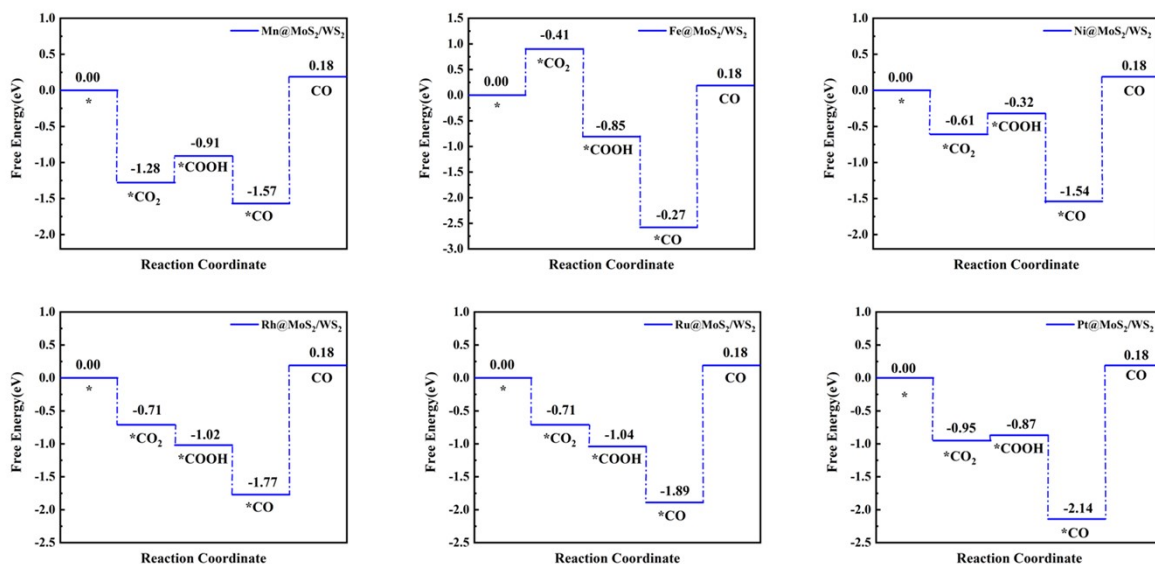 Mn@MoS₂/WS₂
Free Energy(eV)
1.0
0.5
0.0
-0.5
-1.0
-1.5
-2.0
0.00
*
-1.28
*CO₂
-0.91
*COOH
-1.57
*CO
0.18
CO
Reaction Coordinate
Fe@MoS₂/WS₂
Free Energy(eV)
1.5
1.0
0.5
0.0
-0.5
-1.0
-1.5
-2.0
-2.5
-3.0
0.00
*
-0.41
*CO₂
-0.85
*COOH
-0.27
*CO
0.18
CO
Reaction Coordinate
Ni@MoS₂/WS₂
Free Energy(eV)
1.0
0.5
0.0
-0.5
-1.0
-1.5
-2.0
0.00
*
-0.61
*CO₂
-0.32
*COOH
-1.54
*CO
0.18
CO
Reaction Coordinate
Rh@MoS₂/WS₂
Free Energy(eV)
1.0
0.5
0.0
-0.5
-1.0
-1.5
-2.0
-2.5
0.00
*
-0.71
*CO₂
-1.02
*COOH
-1.77
*CO
0.18
CO
Reaction Coordinate
Ru@MoS₂/WS₂
Free Energy(eV)
1.0
0.5
0.0
-0.5
-1.0
-1.5
-2.0
-2.5
0.00
*
-0.71
*CO₂
-1.04
*COOH
-1.89
*CO
0.18
CO
Reaction Coordinate
Pt@MoS₂/WS₂
Free Energy(eV)
1.0
0.5
0.0
-0.5
-1.0
-1.5
-2.0
-2.5
0.00
*
-0.95
*CO₂
-0.87
*COOH
-2.14
*CO
0.18
CO
Reaction Coordinate